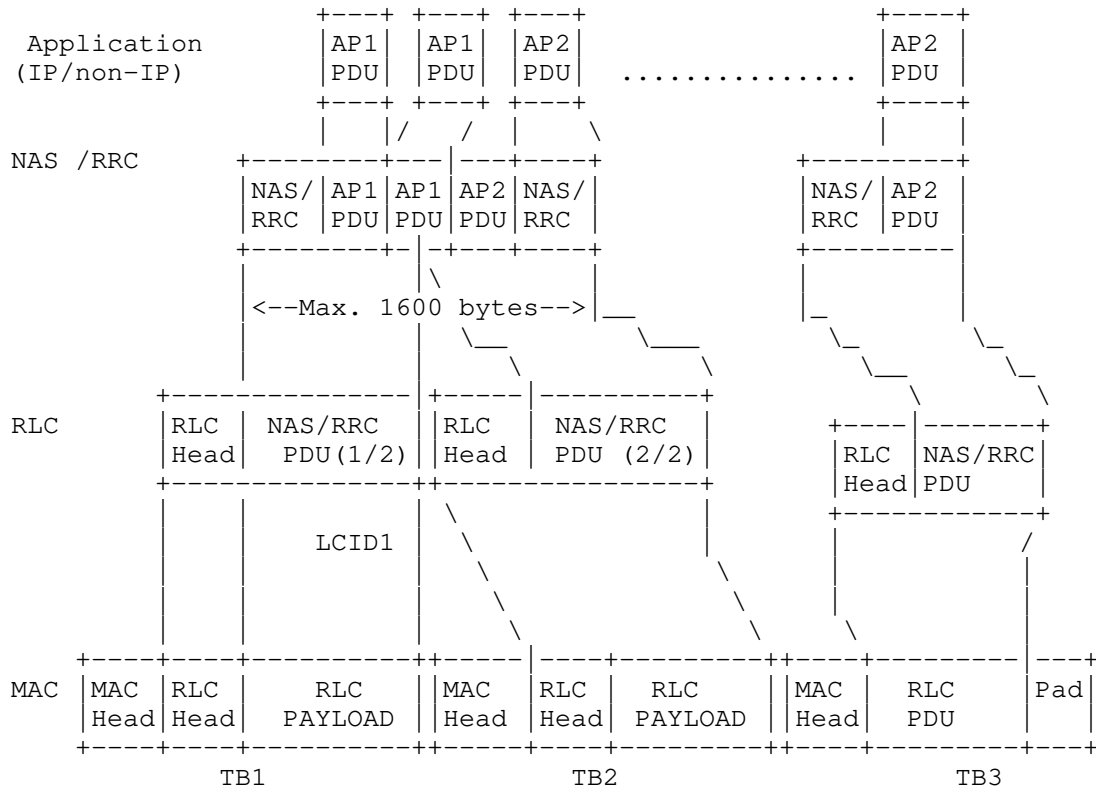 Application AP1 AP1 AP2 AP2
(IP/non-IP) PDU PDU PDU ............... PDU
NAS /RRC
NAS/ AP1 AP1 AP2 NAS/ NAS/ AP2
RRC PDU PDU PDU RRC RRC PDU
<--Max. 1600 bytes-->
RLC RLC NAS/RRC RLC NAS/RRC
Head PDU(1/2) Head PDU (2/2) RLC NAS/RRC
Head PDU
LCID1
MAC MAC RLC RLC MAC RLC RLC MAC RLC Pad
Head Head PAYLOAD Head Head PAYLOAD Head PDU
TB1 TB2 TB3